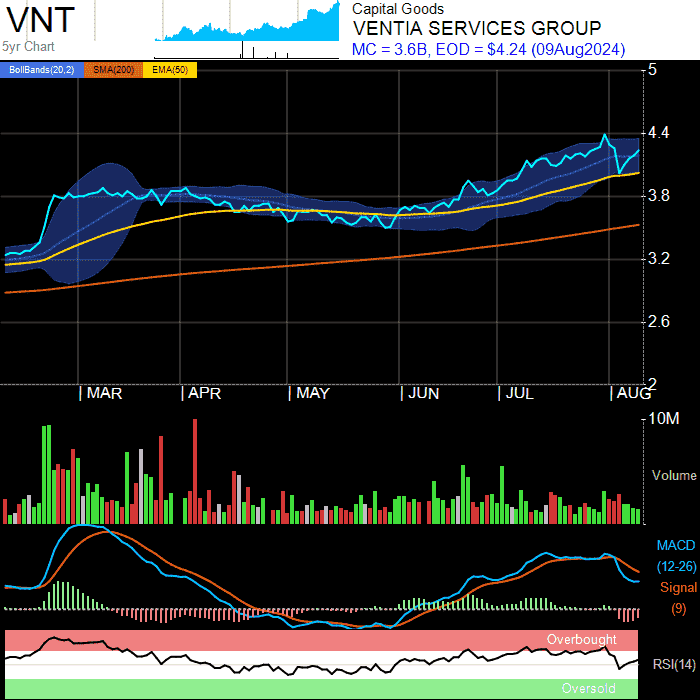 VNT
5yr Chart
Capital Goods
VENTIA SERVICES GROUP
MC = 3.6B, EOD = $4.24 (09Aug2024)
BollBands(20,2) SMA(200) EMA(50)
5
4.4
3.8
3.2
2.6
2
| MAR | APR | MAY | JUN | JUL | AUG
10M
Volume
MACD
(12-26)
Signal
(9)
Overbought
RSI(14)
Oversold